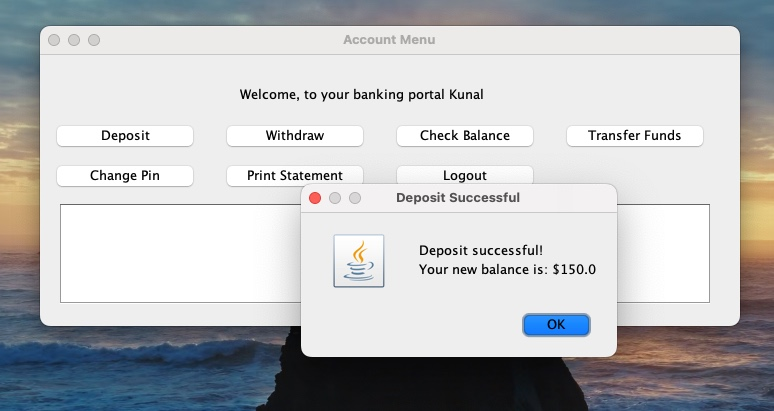 Account Menu
Welcome, to your banking portal Kunal
Deposit
Withdraw
Check Balance
Transfer Funds
Change Pin
Print Statement
Logout
Deposit Successful
Deposit successful!
Your new balance is: $150.0
OK